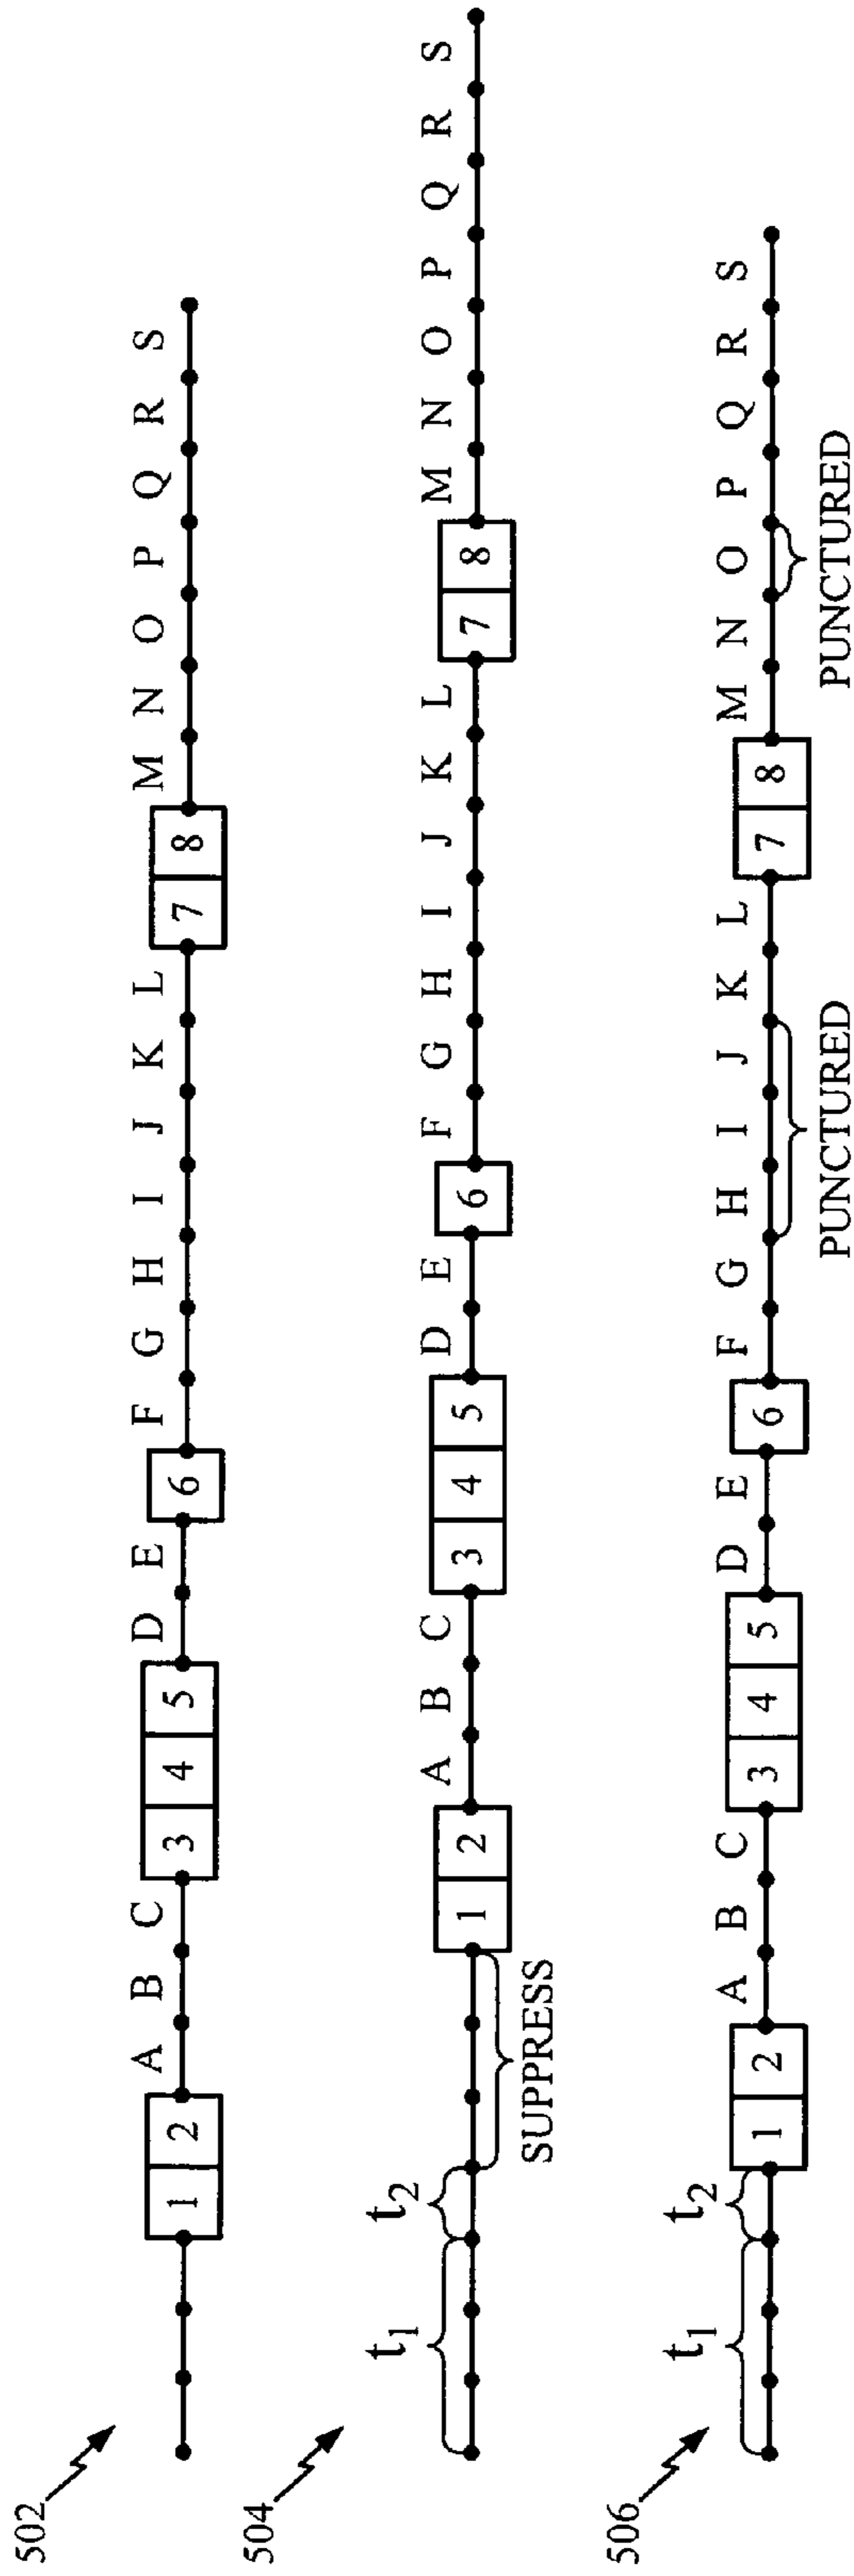 502
1 2 A B C 3 4 5 D E 6 F G H I J K L 7 8 M N O P Q R S
504
t1 t2 SUPPRESS 1 2 A B C 3 4 5 D E 6 F G H I J K L 7 8 M N O P Q R S
506
t1 t2 1 2 A B C 3 4 5 D E 6 F G H I J K L 7 8 M N O P Q R S
PUNCTURED PUNCTURED